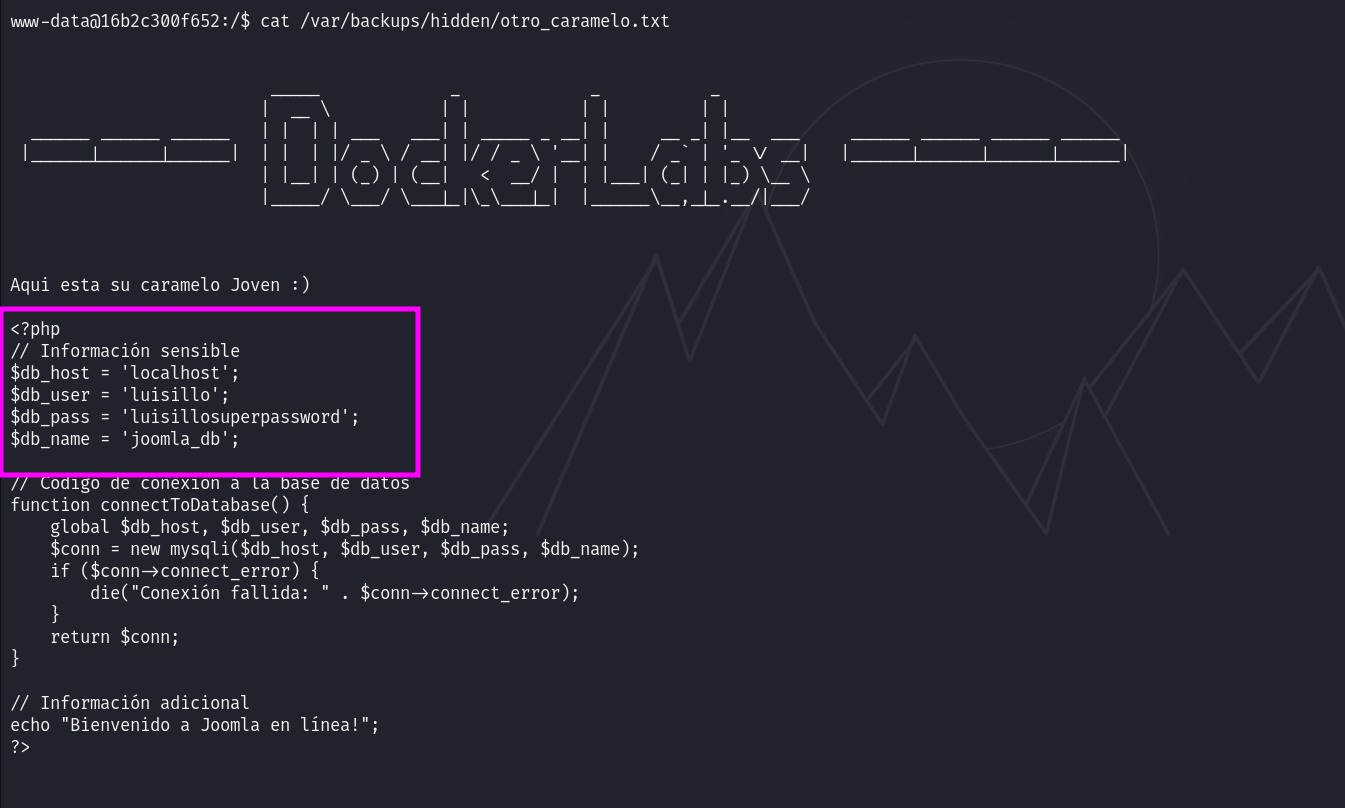 www-data@16b2c300f652:/$ cat /var/backups/hidden/otro_caramelo.txt
DockerLabs
Aqui esta su caramelo Joven :)
<?php
// Información sensible
$db_host = 'localhost';
$db_user = 'luisillo';
$db_pass = 'luisillosuperpassword';
$db_name = 'joomla_db';
// Código de conexión a la base de datos
function connectToDatabase() {
    global $db_host, $db_user, $db_pass, $db_name;
    $conn = new mysqli($db_host, $db_user, $db_pass, $db_name);
    if ($conn->connect_error) {
        die("Conexión fallida: " . $conn->connect_error);
    }
    return $conn;
}
// Información adicional
echo "Bienvenido a Joomla en línea!";
?>